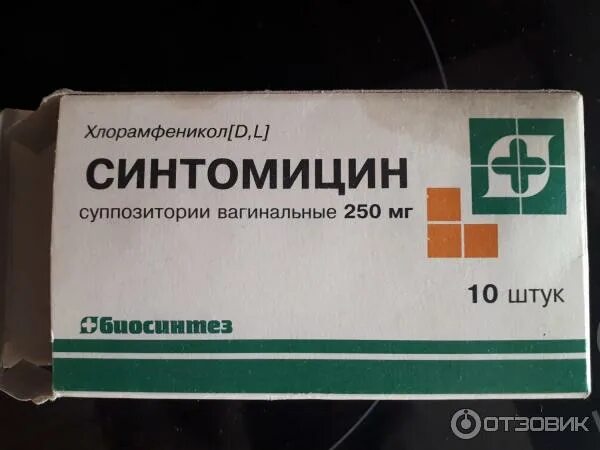 Хлорамфеникол[D,L]
СИНТОМИЦИН
суппозитории вагинальные 250 мг
10 штук
биосинтез
ОТЗОВИК